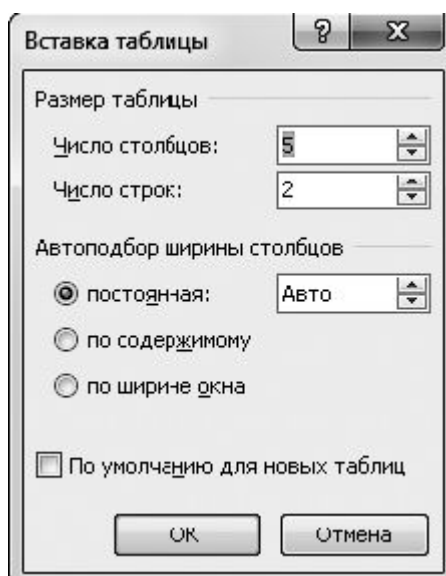 Вставка таблицы
Размер таблицы
Число столбцов: 5
Число строк: 2
Автоподбор ширины столбцов
постоянная: Авто
по содержимому
по ширине окна
По умолчанию для новых таблиц
ОК Отмена